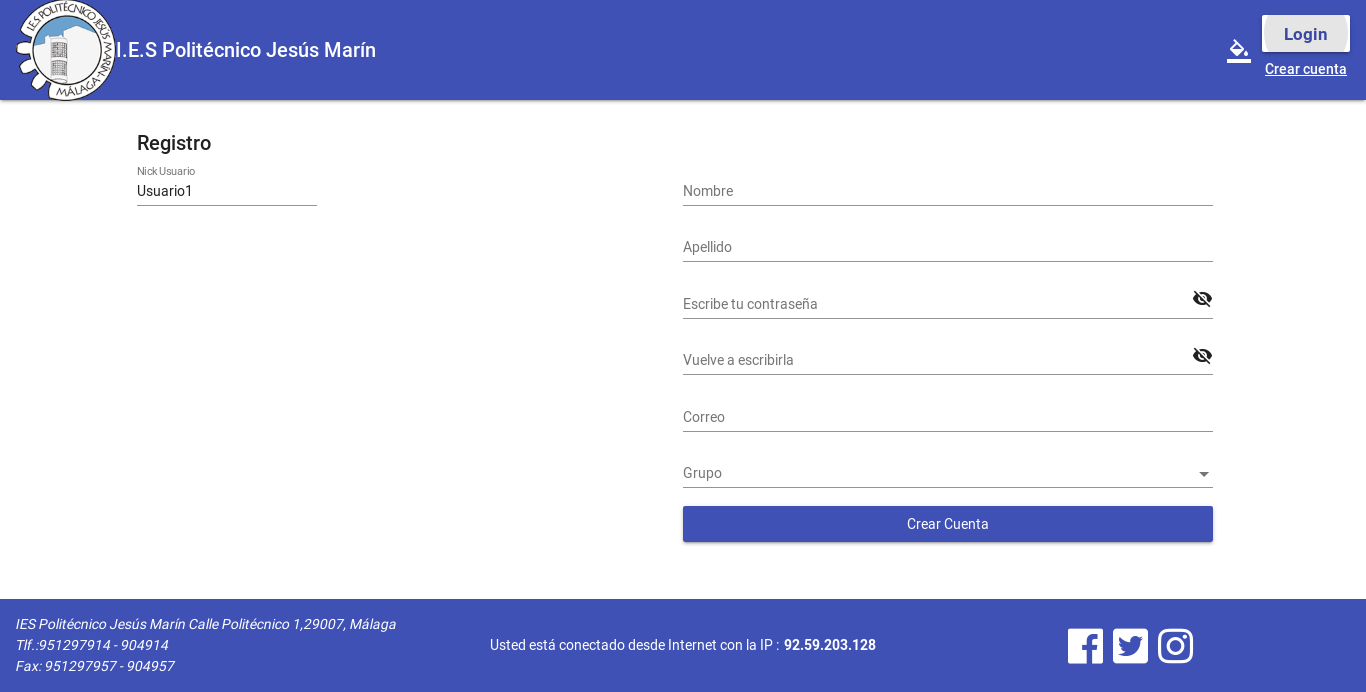 I.E.S. POLITÉCNICO JESÚS MARÍN
MÁLAGA
I.E.S Politécnico Jesús Marín
Login
Crear cuenta
Registro
Nick Usuario
Usuario1
Nombre
Apellido
Escribe tu contraseña
Vuelve a escribirla
Correo
Grupo
Crear Cuenta
IES Politécnico Jesús Marín Calle Politécnico 1,29007, Málaga
Tlf.:951297914 - 904914
Fax: 951297957 - 904957
Usted está conectado desde Internet con la IP : 92.59.203.128